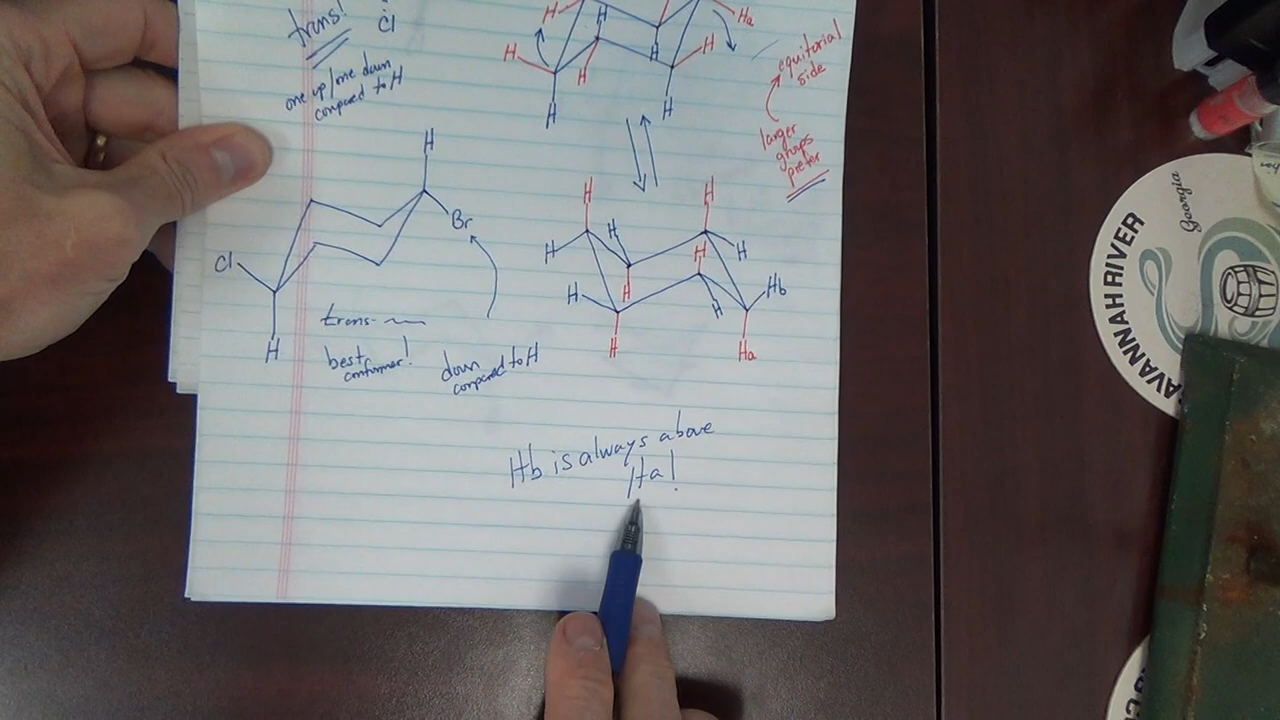 trans!
Cl
one up/one down
compared to H
H
Br
Cl
H
trans-
best
conformer!
down
compared to H
H
H
Ha
H
H
H
H
H
H
equitorial
side
larger
groups
prefer
H
H
H
H
H
H
H
Hb
H
H
H
Ha
Hb is always above
Ha!
SAVANNAH RIVER
Georgia